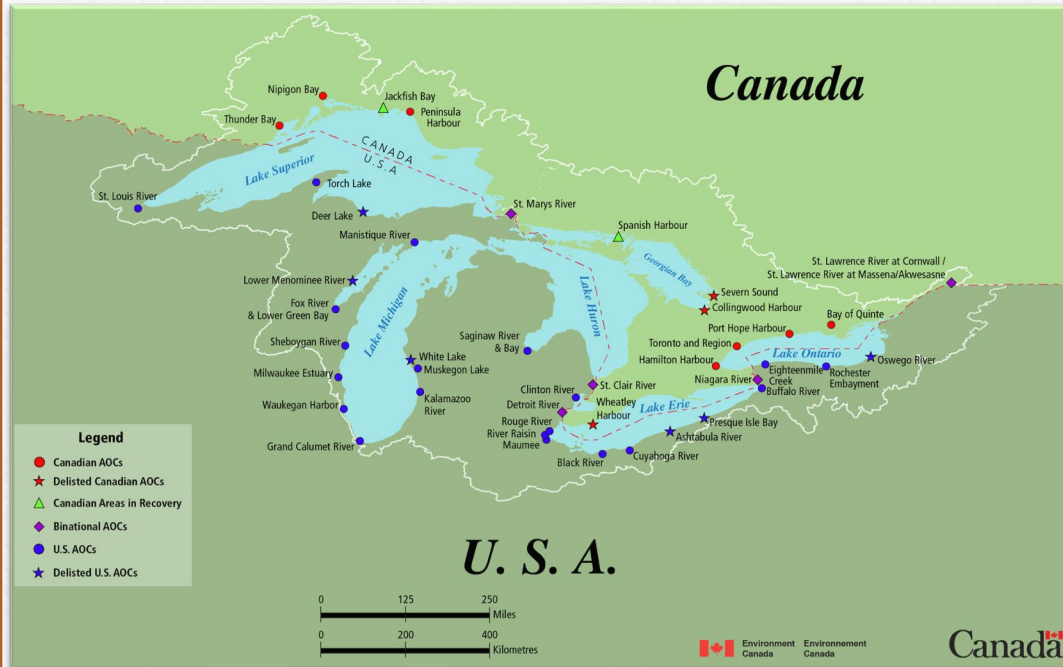 Canada
Nipigon Bay
Jackfish Bay
Peninsula
Harbour
Thunder Bay
CANADA
U.S.A
Lake Superior
St. Louis River
Torch Lake
Deer Lake
St. Marys River
Spanish Harbour
Manistique River
Georgian Bay
St. Lawrence River at Cornwall /
St. Lawrence River at Massena/Akwesasne
Lower Menominee River
Severn Sound
Collingwood Harbour
Fox River
& Lower Green Bay
Lake Michigan
Lake Huron
Bay of Quinte
Port Hope Harbour
Saginaw River
& Bay
Toronto and Region
Sheboygan River
Lake Ontario
Oswego River
White Lake
Muskegon Lake
Hamilton Harbour
Eighteenmile
Creek
Rochester
Embayment
Milwaukee Estuary
Niagara River
St. Clair River
Buffalo River
Kalamazoo
River
Clinton River
Wheatley
Harbour
Lake Erie
Waukegan Harbor
Detroit River
Presque Isle Bay
Rouge River
River Raisin
Maumee
Ashtabula River
Grand Calumet River
Black River
Cuyahoga River
Legend
Canadian AOCs
Delisted Canadian AOCs
Canadian Areas in Recovery
Binational AOCs
U.S. AOCs
Delisted U.S. AOCs
U. S. A.
0 125 250
Miles
0 200 400
Kilometres
Environment
Canada
Environnement
Canada
Canada